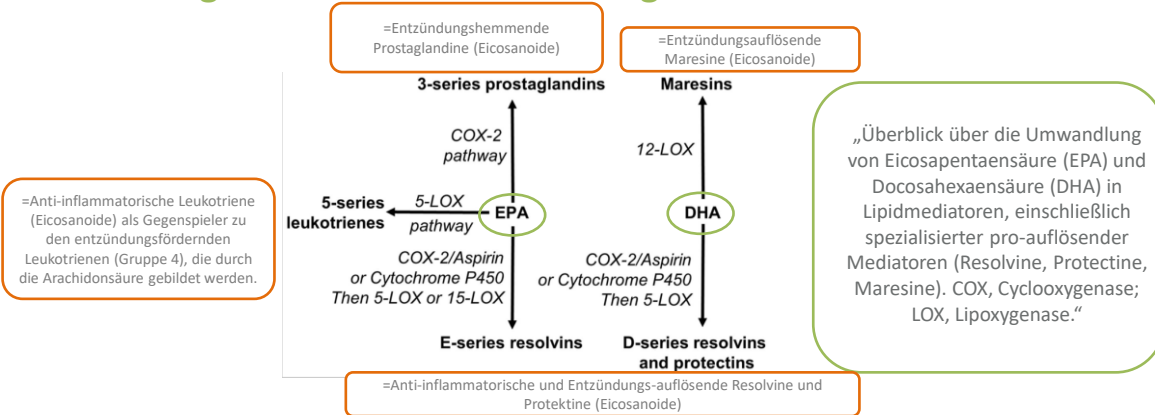 =Entzündungshemmende
Prostaglandine (Eicosanoide)
=Entzündungsauflösende
Maresine (Eicosanoide)
3-series prostaglandins
Maresins
COX-2
pathway
12-LOX
=Anti-inflammatorische Leukotriene
(Eicosanoide) als Gegenspieler zu
den entzündungsfördernden
Leukotrienen (Gruppe 4), die durch
die Arachidonsäure gebildet werden.
5-series
leukotrienes
5-LOX
pathway
EPA
DHA
COX-2/Aspirin
or Cytochrome P450
Then 5-LOX or 15-LOX
COX-2/Aspirin
or Cytochrome P450
Then 5-LOX
E-series resolvins
D-series resolvins
and protectins
=Anti-inflammatorische und Entzündungs-auflösende Resolvine und
Protektine (Eicosanoide)
„Überblick über die Umwandlung
von Eicosapentaensäure (EPA) und
Docosahexaensäure (DHA) in
Lipidmediatoren, einschließlich
spezialisierter pro-auflösender
Mediatoren (Resolvine, Protectine,
Maresine). COX, Cyclooxygenase;
LOX, Lipoxygenase.“